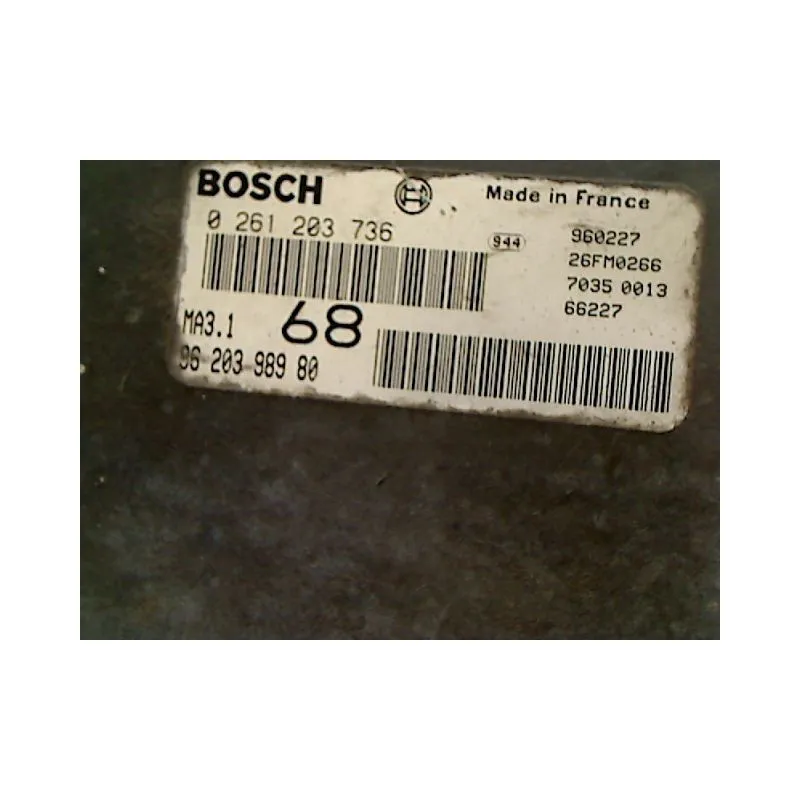 BOSCH
Made in France
0 261 203 736
944
960227
26FM0266
7035 0013
66227
MA3.1
68
96 203 989 80